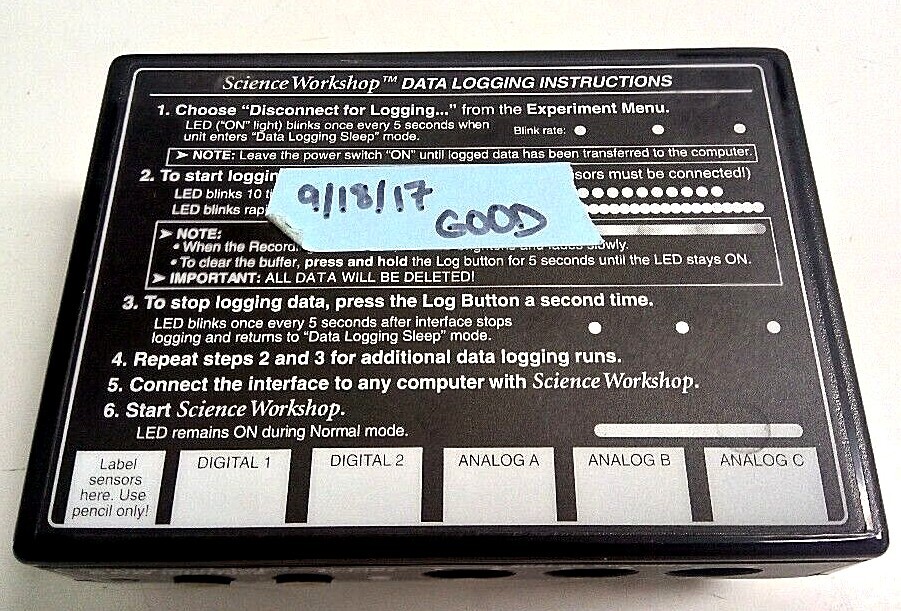 Science Workshop™ DATA LOGGING INSTRUCTIONS
1. Choose “Disconnect for Logging...” from the Experiment Menu.
LED (“ON” light) blinks once every 5 seconds when
unit enters “Data Logging Sleep” mode.
Blink rate:
➤ NOTE: Leave the power switch “ON” until logged data has been transferred to the computer.
2. To start loggin
sors must be connected!)
LED blinks 10
LED blinks rapi
9/18/17
GOOD
➤ NOTE:
• When the Record
and fades slowly.
• To clear the buffer, press and hold the Log button for 5 seconds until the LED stays ON.
➤ IMPORTANT: ALL DATA WILL BE DELETED!
3. To stop logging data, press the Log Button a second time.
LED blinks once every 5 seconds after interface stops
logging and returns to “Data Logging Sleep” mode.
4. Repeat steps 2 and 3 for additional data logging runs.
5. Connect the interface to any computer with Science Workshop.
6. Start Science Workshop.
LED remains ON during Normal mode.
Label
sensors
here. Use
pencil only!
DIGITAL 1
DIGITAL 2
ANALOG A
ANALOG B
ANALOG C